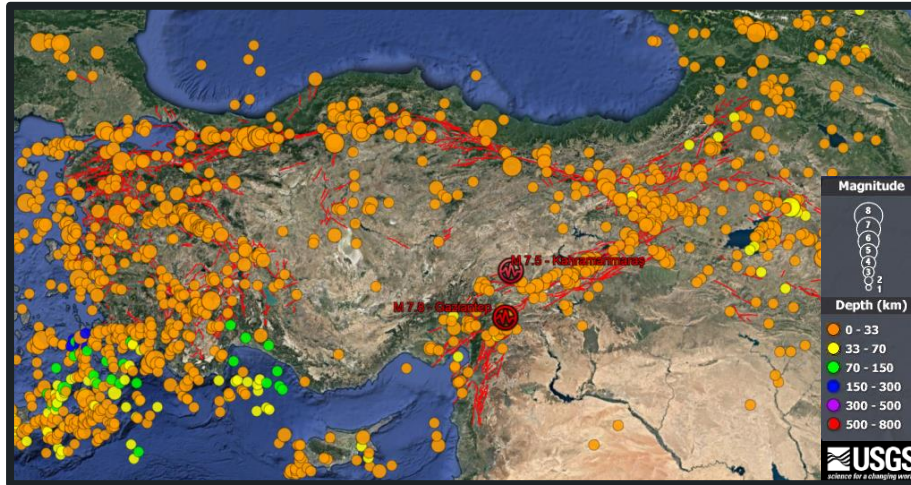 M 7.5 - Kahramanmaraş
M 7.8 - Gaziantep
Magnitude
8
7
6
5
4
3
2
1
Depth (km)
0 - 33
33 - 70
70 - 150
150 - 300
300 - 500
500 - 800
USGS
science for a changing world